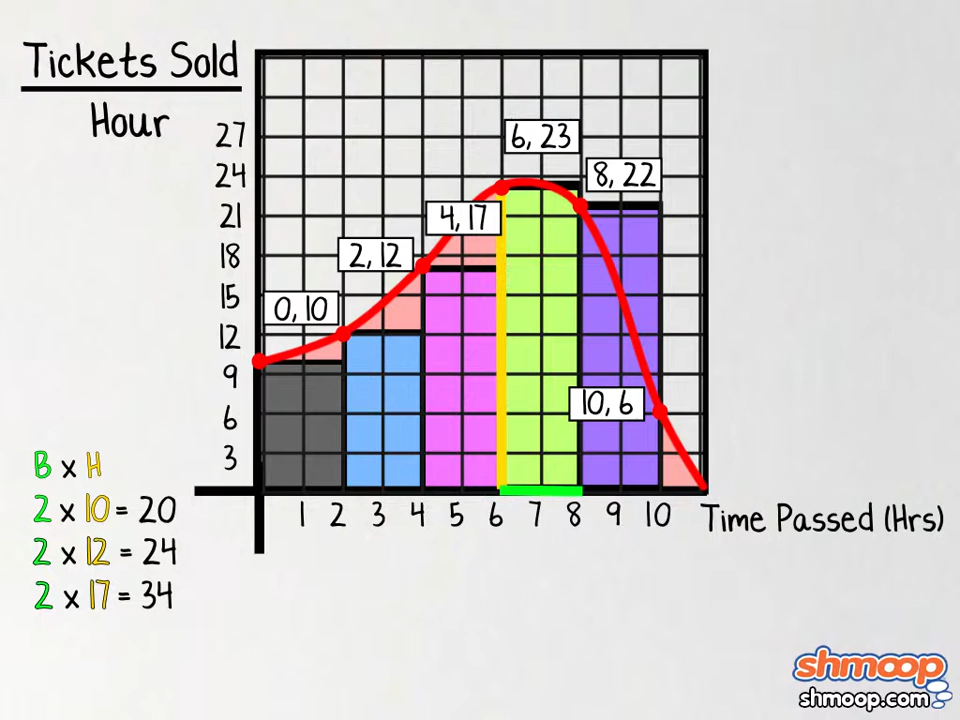 Tickets Sold
Hour
27
24
21
18
15
12
9
6
3
6, 23
8, 22
4, 17
2, 12
0, 10
10, 6
1 2 3 4 5 6 7 8 9 10
Time Passed (Hrs)
B x H
2 x 10 = 20
2 x 12 = 24
2 x 17 = 34
shmoop
shmoop.com